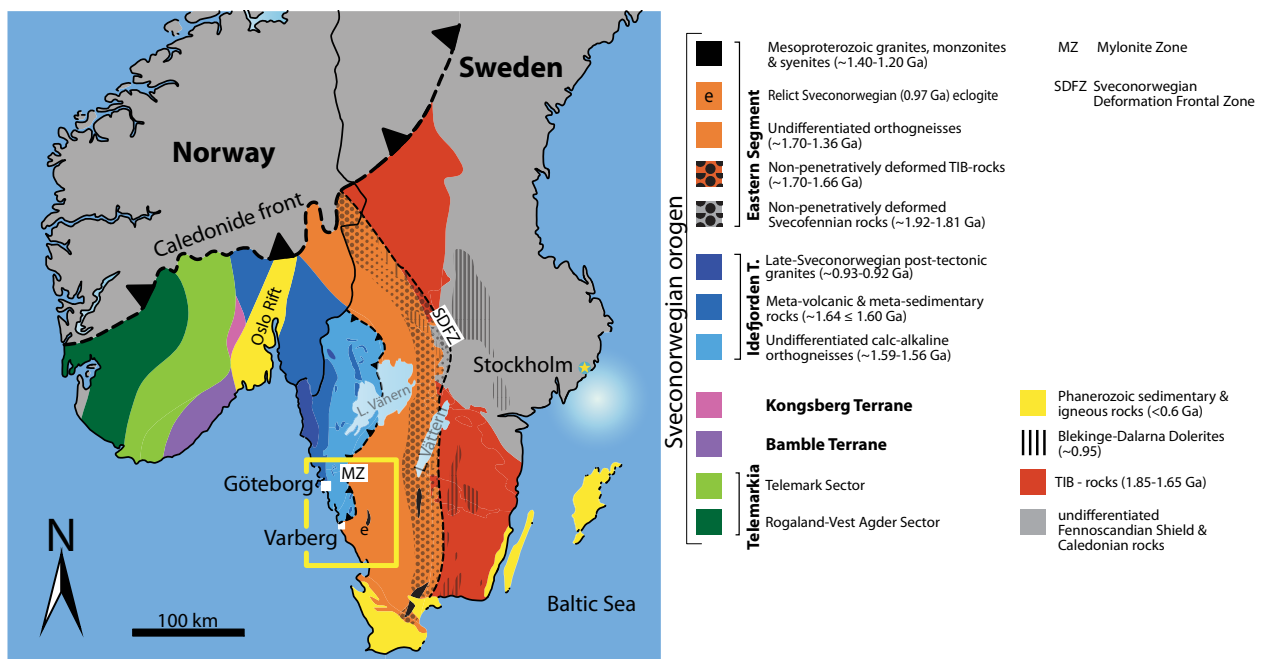 Norway
Sweden
Caledonide front
Oslo Rift
SDFZ
Stockholm
L. Vänern
L. Vättern
MZ
Göteborg
Varberg
e
N
100 km
Baltic Sea
Sveconorwegian orogen
Eastern Segment
Mesoproterozoic granites, monzonites
& syenites (~1.40-1.20 Ga)
e
Relict Sveconorwegian (0.97 Ga) eclogite
Undifferentiated orthogneisses
(~1.70-1.36 Ga)
Non-penetratively deformed TIB-rocks
(~1.70-1.66 Ga)
Non-penetratively deformed
Svecofennian rocks (~1.92-1.81 Ga)
Idefjorden T.
Late-Sveconorwegian post-tectonic
granites (~0.93-0.92 Ga)
Meta-volcanic & meta-sedimentary
rocks (~1.64 ≤ 1.60 Ga)
Undifferentiated calc-alkaline
orthogneisses (~1.59-1.56 Ga)
Kongsberg Terrane
Bamble Terrane
Telemarkia
Telemark Sector
Rogaland-Vest Agder Sector
MZ Mylonite Zone
SDFZ Sveconorwegian
Deformation Frontal Zone
Phanerozoic sedimentary &
igneous rocks (<0.6 Ga)
Blekinge-Dalarna Dolerites
(~0.95)
TIB - rocks (1.85-1.65 Ga)
undifferentiated
Fennoscandian Shield &
Caledonian rocks